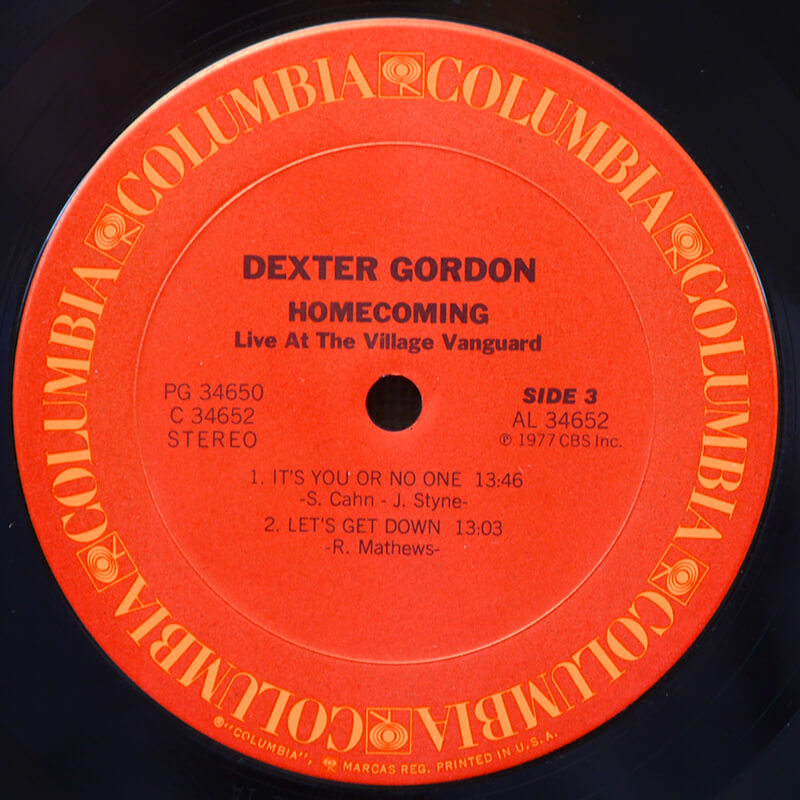 COLUMBIA COLUMBIA COLUMBIA COLUMBIA COLUMBIA COLUMBIA
DEXTER GORDON
HOMECOMING
Live At The Village Vanguard
PG 34650
C 34652
STEREO
SIDE 3
AL 34652
℗ 1977 CBS Inc.
1. IT'S YOU OR NO ONE 13:46
-S. Cahn - J. Styne-
2. LET'S GET DOWN 13:03
-R. Mathews-
®"COLUMBIA", MARCAS REG. PRINTED IN U.S.A.